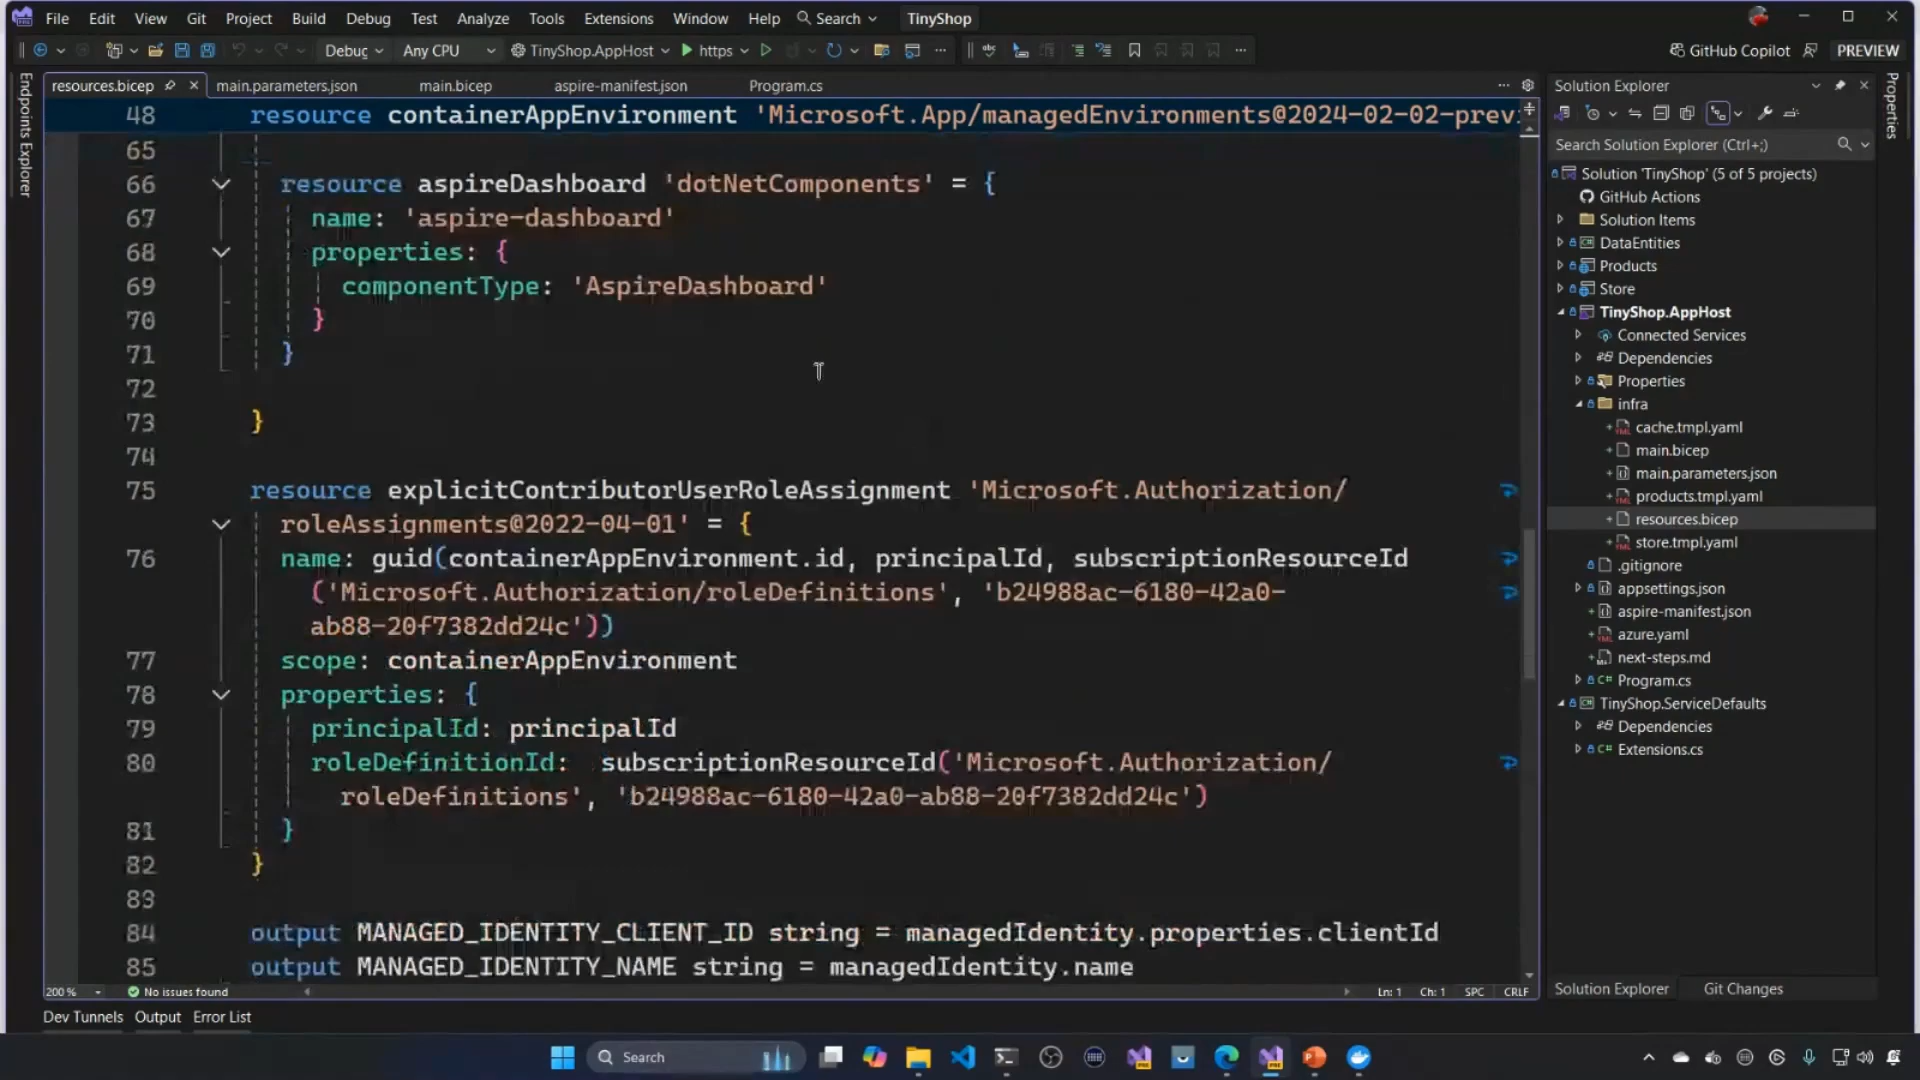 File Edit View Git Project Build Debug Test Analyze Tools Extensions Window Help Search TinyShop
Debug Any CPU TinyShop.AppHost https GitHub Copilot PREVIEW
Endpoints Explorer
resources.bicep main.parameters.json main.bicep aspire-manifest.json Program.cs
48 resource containerAppEnvironment 'Microsoft.App/managedEnvironments@2024-02-02-previ
65
66 resource aspireDashboard 'dotNetComponents' = {
67 name: 'aspire-dashboard'
68 properties: {
69 componentType: 'AspireDashboard'
70 }
71 }
72
73 }
74
75 resource explicitContributorUserRoleAssignment 'Microsoft.Authorization/
roleAssignments@2022-04-01' = {
76 name: guid(containerAppEnvironment.id, principalId, subscriptionResourceId
('Microsoft.Authorization/roleDefinitions', 'b24988ac-6180-42a0-
ab88-20f7382dd24c'))
77 scope: containerAppEnvironment
78 properties: {
79 principalId: principalId
80 roleDefinitionId: subscriptionResourceId('Microsoft.Authorization/
roleDefinitions', 'b24988ac-6180-42a0-ab88-20f7382dd24c')
81 }
82 }
83
84 output MANAGED_IDENTITY_CLIENT_ID string = managedIdentity.properties.clientId
85 output MANAGED_IDENTITY_NAME string = managedIdentity.name
200 % No issues found Ln: 1 Ch: 1 SPC CRLF
Dev Tunnels Output Error List
Solution Explorer
Search Solution Explorer (Ctrl+;)
Solution 'TinyShop' (5 of 5 projects)
GitHub Actions
Solution Items
DataEntities
Products
Store
TinyShop.AppHost
Connected Services
Dependencies
Properties
infra
cache.tmpl.yaml
main.bicep
main.parameters.json
products.tmpl.yaml
resources.bicep
store.tmpl.yaml
.gitignore
appsettings.json
aspire-manifest.json
azure.yaml
next-steps.md
C# Program.cs
TinyShop.ServiceDefaults
Dependencies
C# Extensions.cs
Solution Explorer Git Changes
Properties
Search